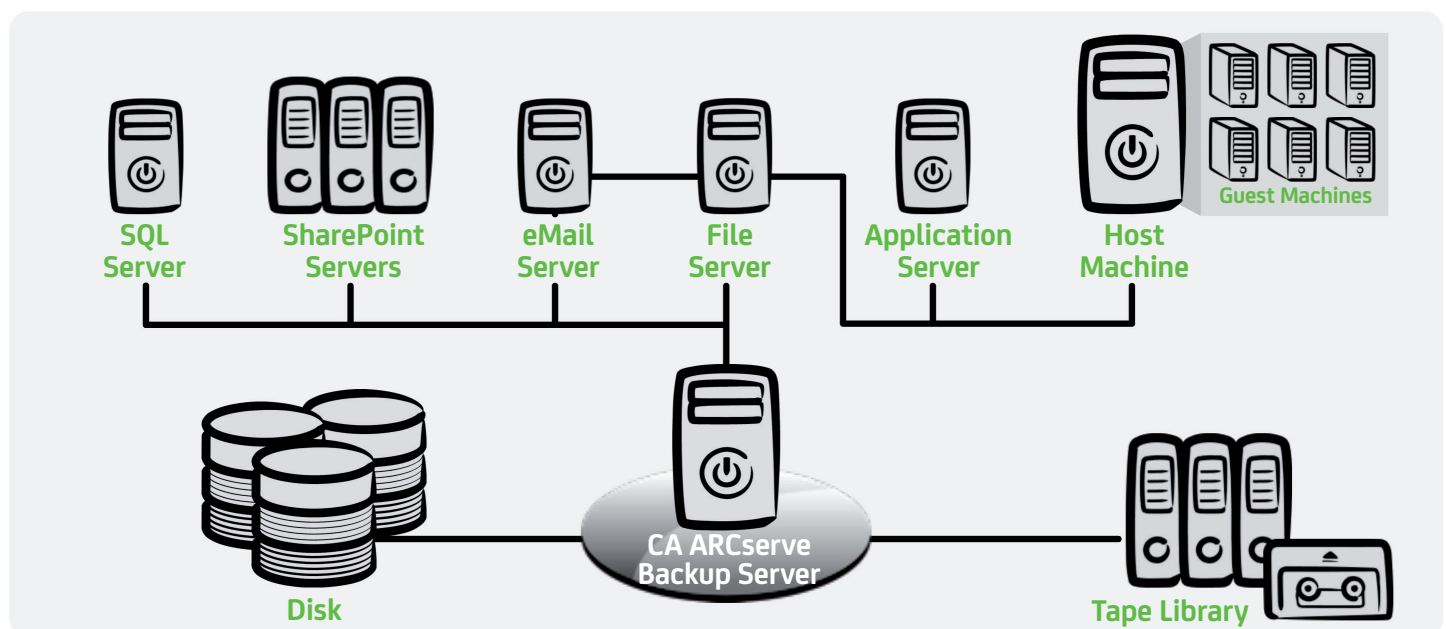 SQL
Server
SharePoint
Servers
eMail
Server
File
Server
Application
Server
Host
Machine
Guest Machines
CA ARCserve
Backup Server
Disk
Tape Library